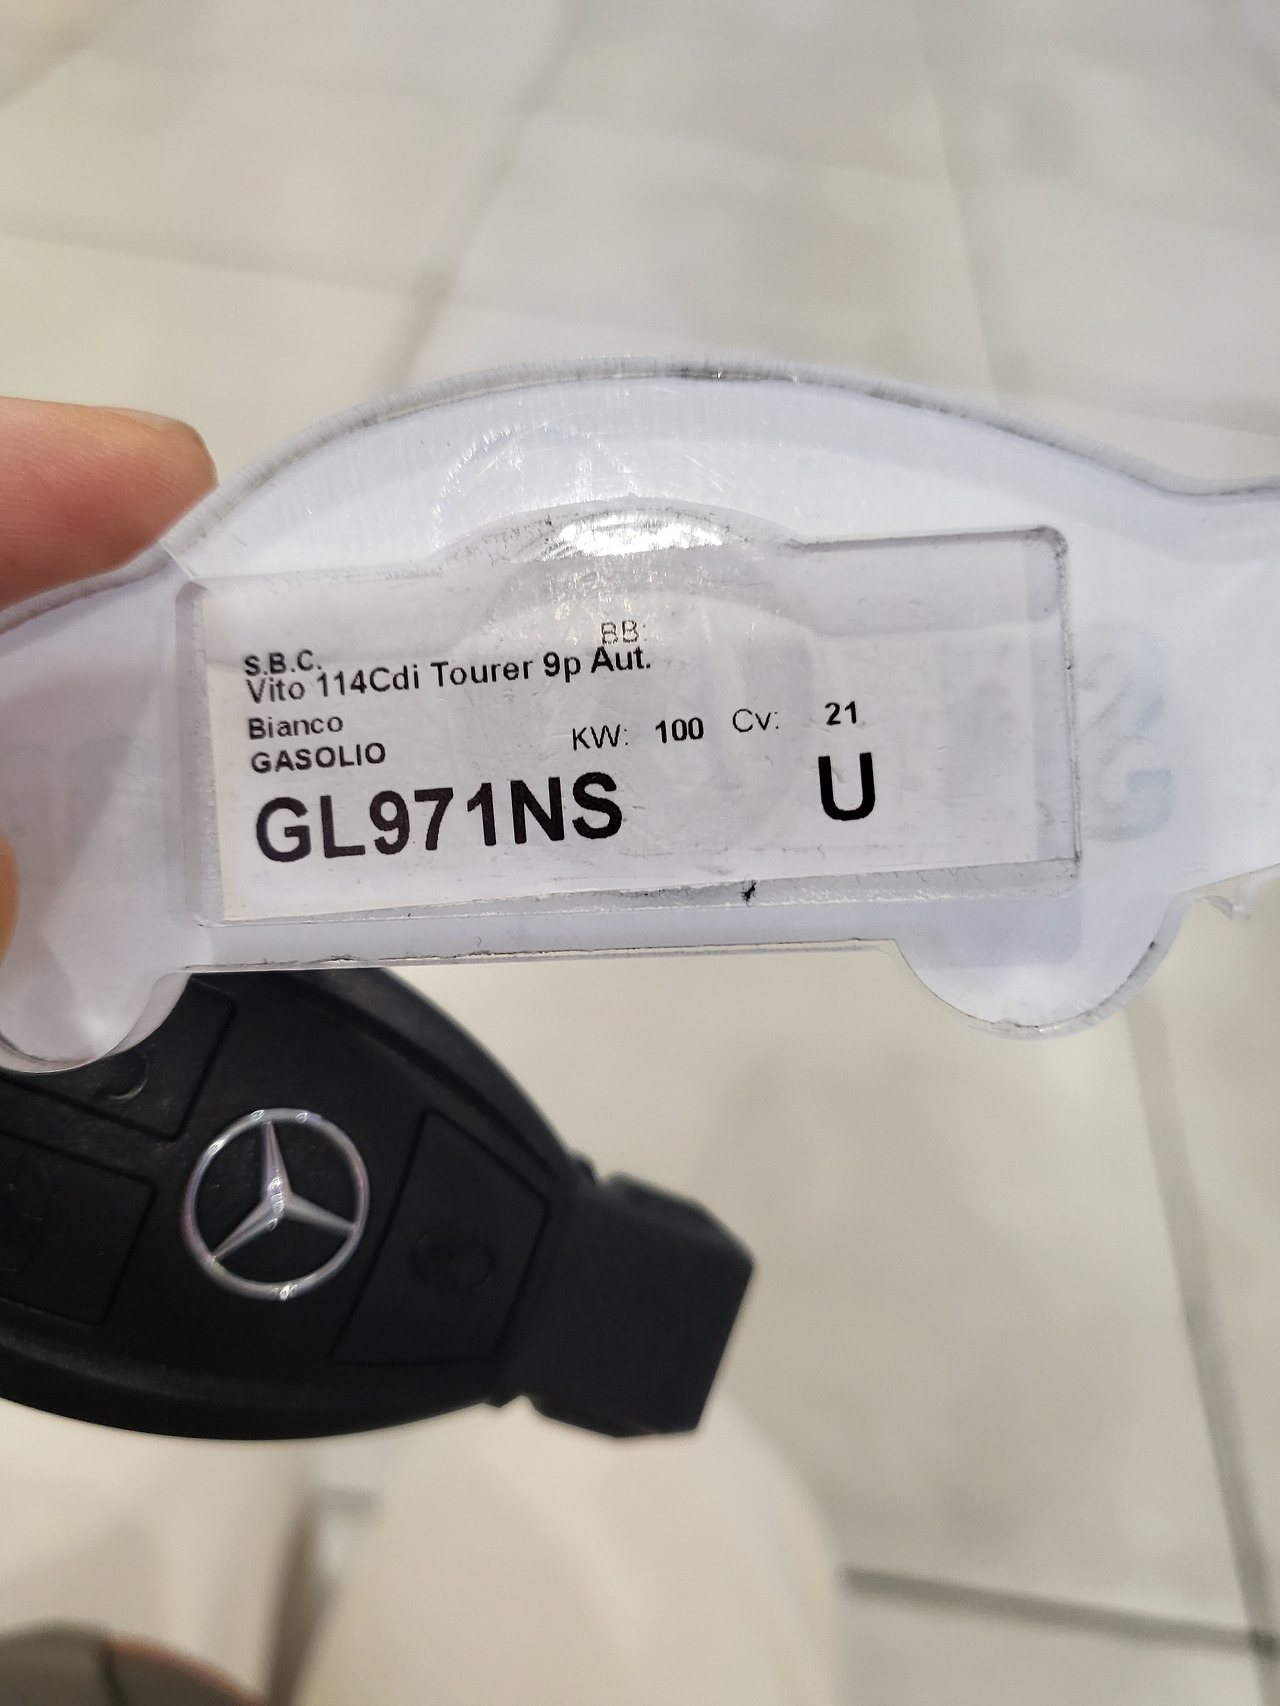 BB:
S.B.C.
Vito 114Cdi Tourer 9p Aut.
Bianco
KW: 100 Cv: 21
GASOLIO
GL971NS U